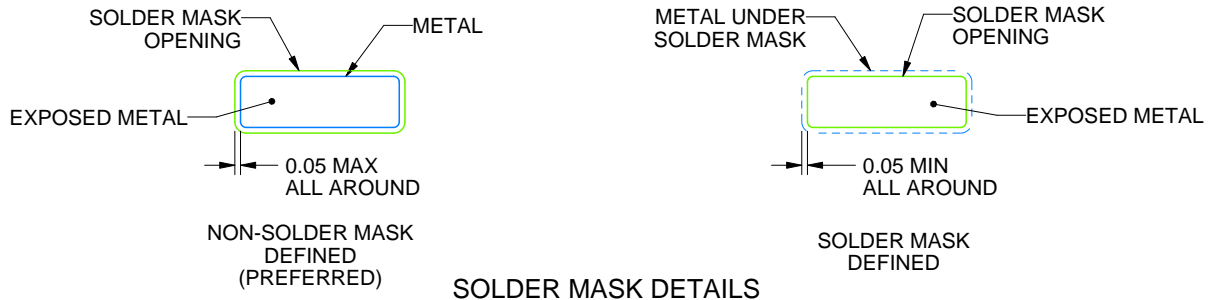 SOLDER MASK
OPENING
METAL
EXPOSED METAL
0.05 MAX
ALL AROUND
NON-SOLDER MASK
DEFINED
(PREFERRED)
METAL UNDER
SOLDER MASK
SOLDER MASK
OPENING
EXPOSED METAL
0.05 MIN
ALL AROUND
SOLDER MASK
DEFINED
SOLDER MASK DETAILS